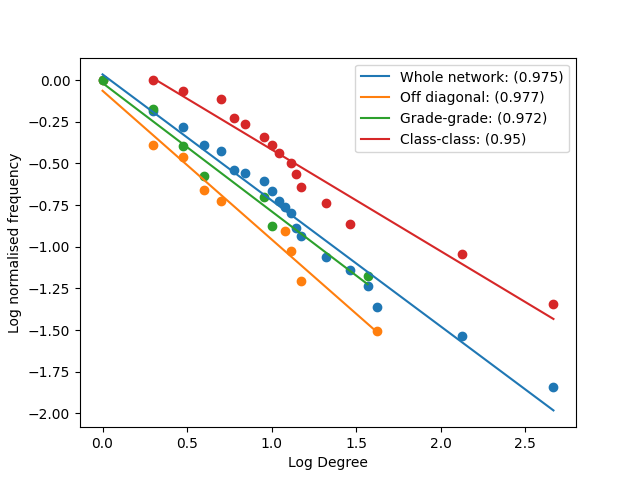 Whole network: (0.975)
Off diagonal: (0.977)
Grade-grade: (0.972)
Class-class: (0.95)
Log normalised frequency
0.00
−0.25
−0.50
−0.75
−1.00
−1.25
−1.50
−1.75
−2.00
0.0 0.5 1.0 1.5 2.0 2.5
Log Degree